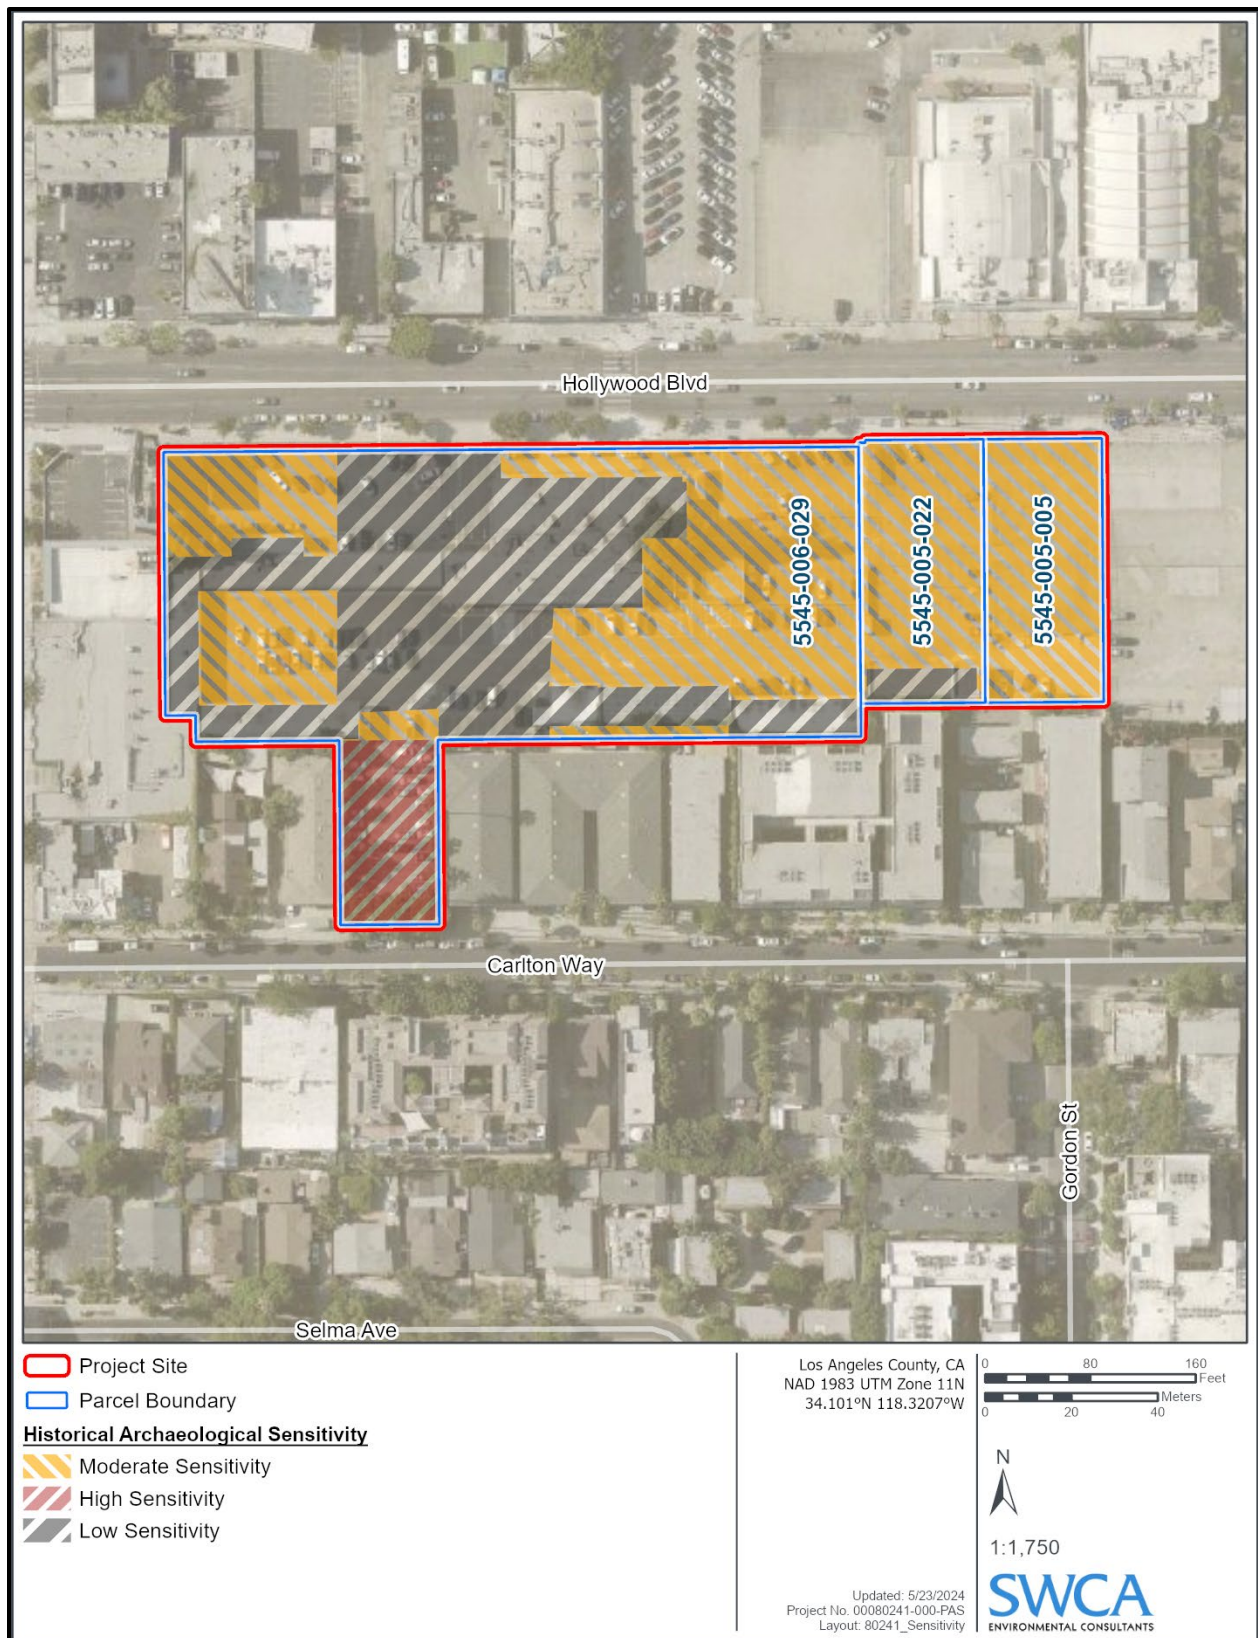 Hollywood Blvd
5545-006-029
5545-005-022
5545-005-005
Carlton Way
Gordon St
Selma Ave
Project Site
Parcel Boundary
Historical Archaeological Sensitivity
Moderate Sensitivity
High Sensitivity
Low Sensitivity
Los Angeles County, CA
NAD 1983 UTM Zone 11N
34.101°N 118.3207°W
Updated: 5/23/2024
Project No. 00080241-000-PAS
Layout: 80241_Sensitivity
0 80 160
Feet
Meters
0 20 40
N
1:1,750
SWCA
ENVIRONMENTAL CONSULTANTS